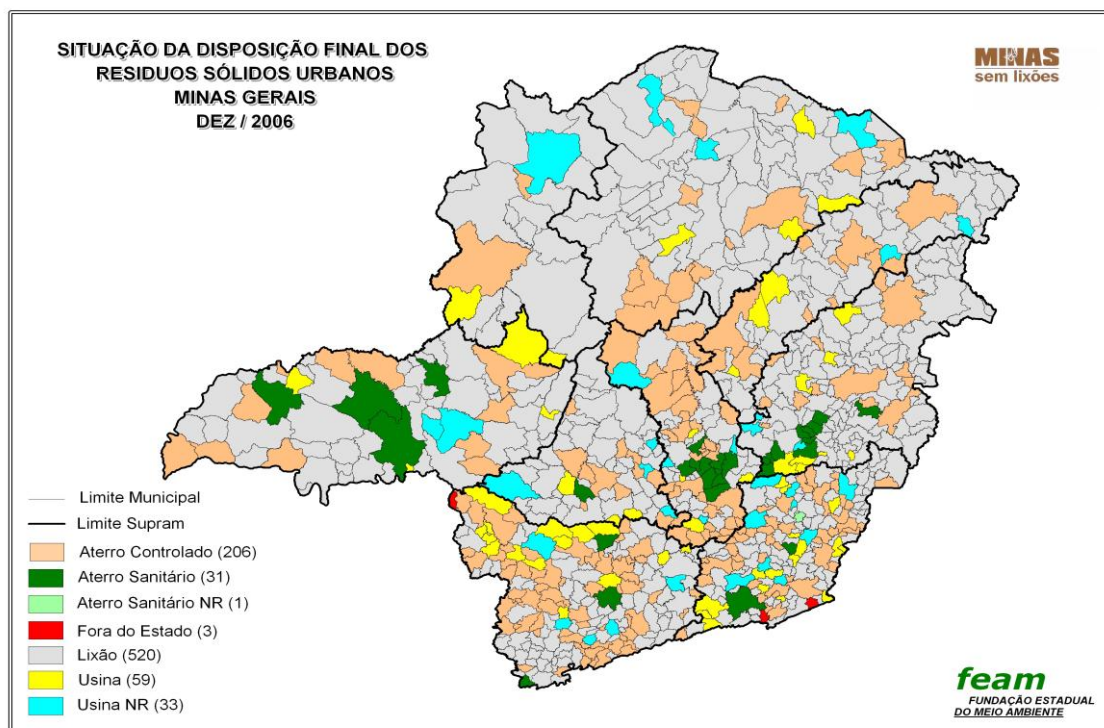 SITUAÇÃO DA DISPOSIÇÃO FINAL DOS
RESIDUOS SÓLIDOS URBANOS
MINAS GERAIS
DEZ / 2006
MINAS
sem lixões
Limite Municipal
Limite Supram
Aterro Controlado (206)
Aterro Sanitário (31)
Aterro Sanitário NR (1)
Fora do Estado (3)
Lixão (520)
Usina (59)
Usina NR (33)
feam
FUNDAÇÃO ESTADUAL
DO MEIO AMBIENTE